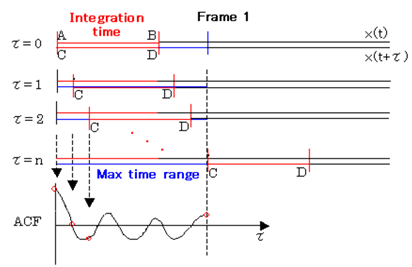 Integration time
Frame 1
A B
τ=0
x(t)
C D
x(t+τ)
τ=1
C D
τ=2
C D
τ=n
Max time range
C D
ACF
τ